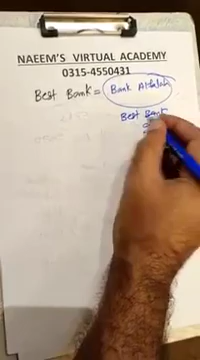 NAEEM'S VIRTUAL ACADEMY
0315-4550431
Best Bank = Bank Alfalah
Best Bank